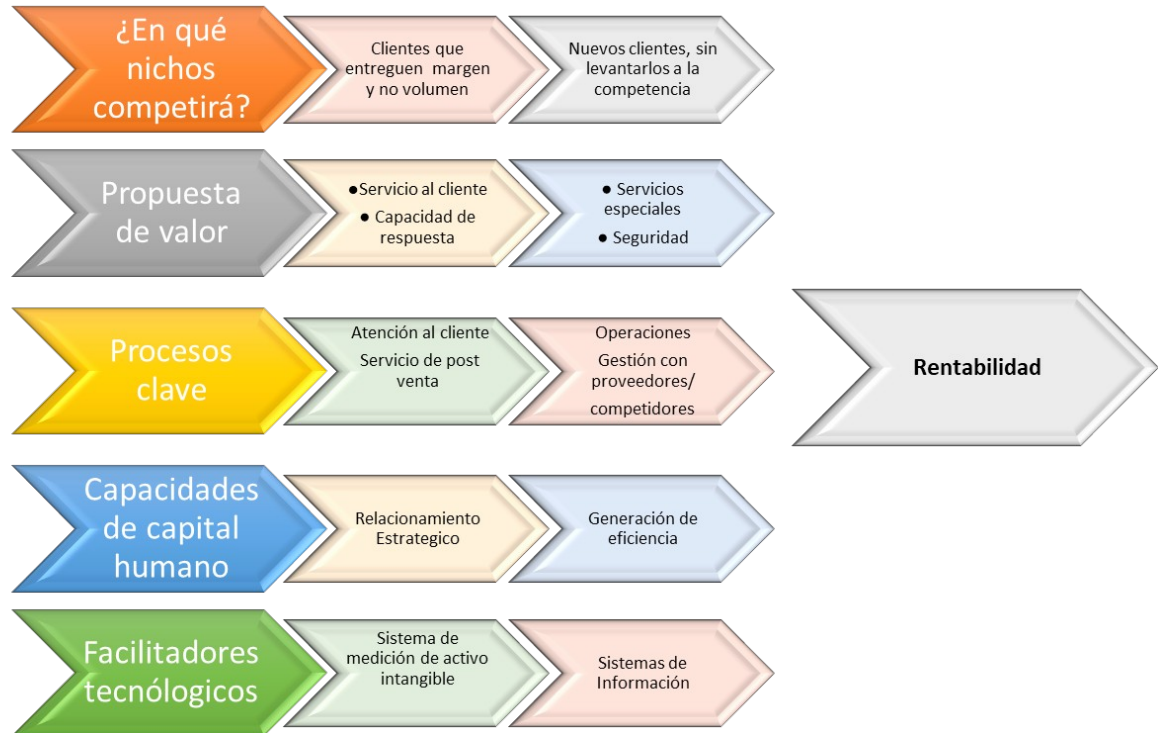 ¿En qué
nichos
competirá?
Clientes que
entreguen margen
y no volumen
Nuevos clientes, sin
levantarlos a la
competencia
Propuesta
de valor
●Servicio al cliente
● Capacidad de
respuesta
● Servicios
especiales
● Seguridad
Procesos
clave
Atención al cliente
Servicio de post
venta
Operaciones
Gestión con
proveedores/
competidores
Rentabilidad
Capacidades
de capital
humano
Relacionamiento
Estrategico
Generación de
eficiencia
Facilitadores
tecnólogicos
Sistema de
medición de activo
intangible
Sistemas de
Información